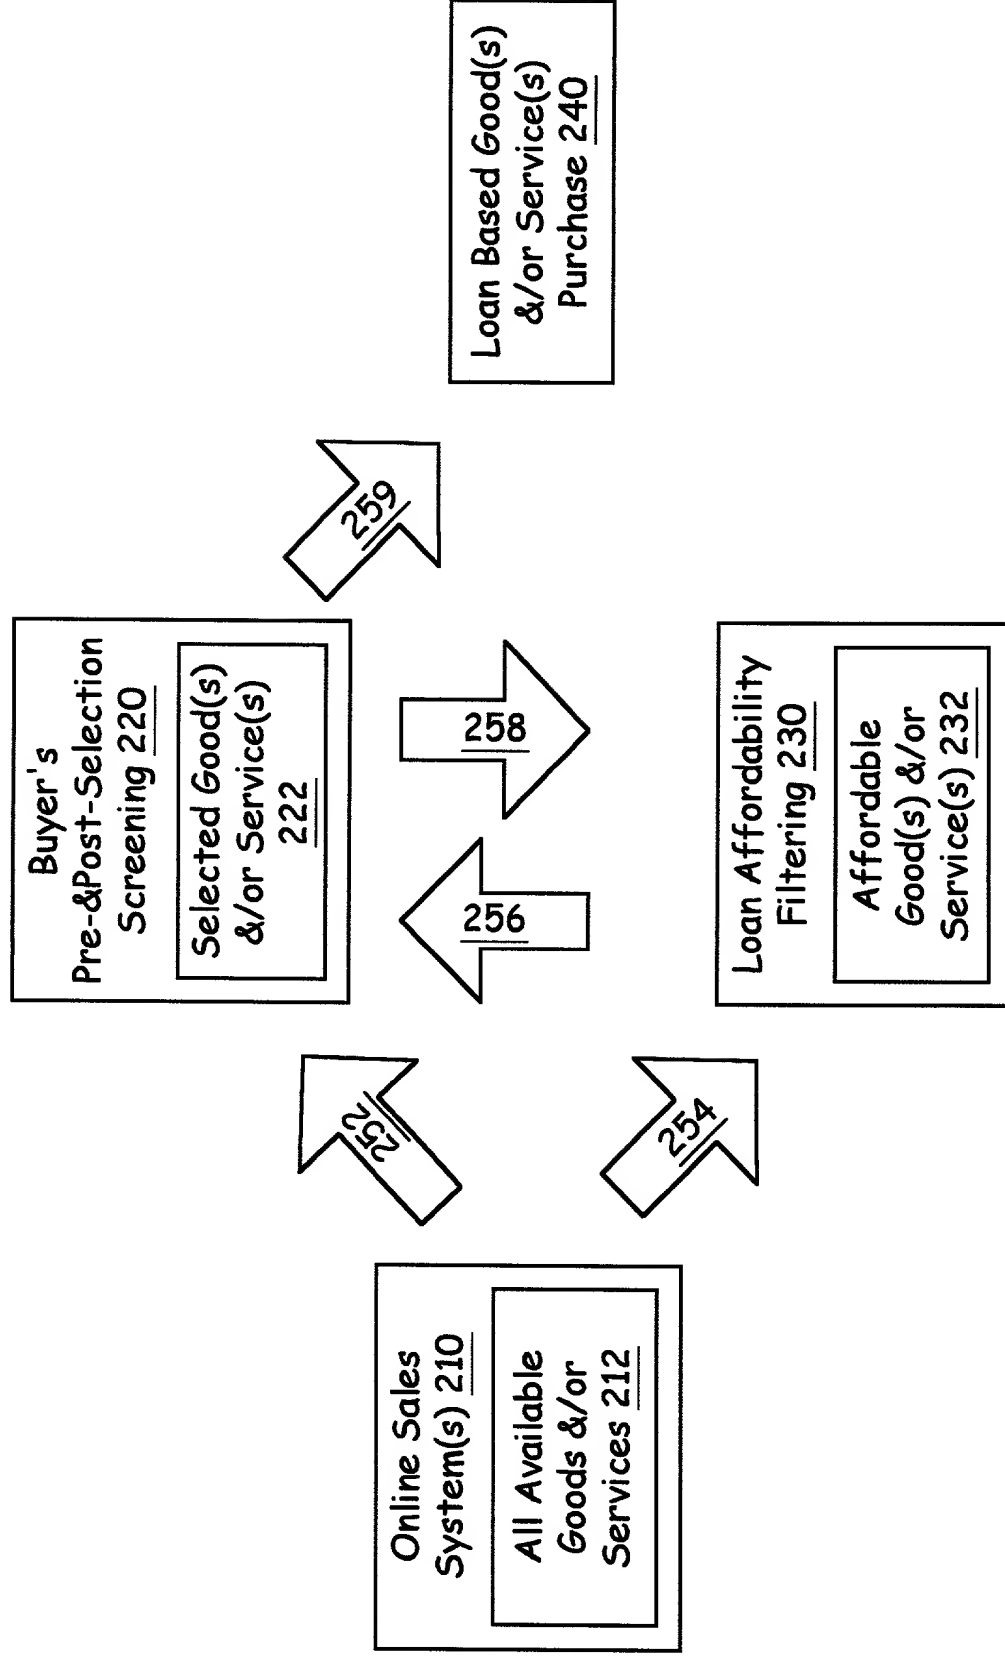 Online Sales
System(s) 210
All Available
Goods &/or
Services 212
252
254
Buyer's
Pre-&Post-Selection
Screening 220
Selected Good(s)
&/or Service(s)
222
256
258
Loan Affordability
Filtering 230
Affordable
Good(s) &/or
Service(s) 232
259
Loan Based Good(s)
&/or Service(s)
Purchase 240